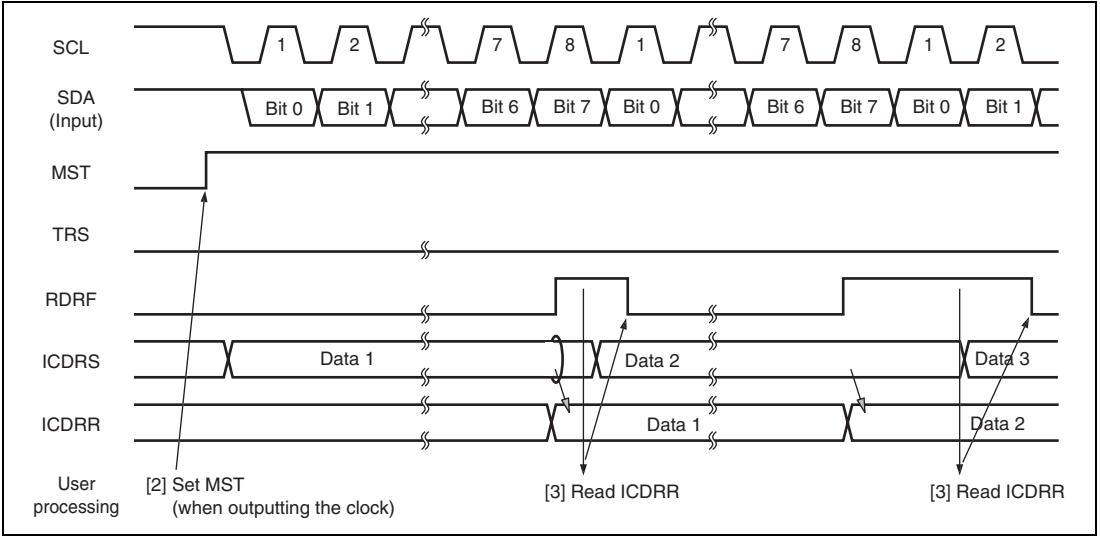 SCL 1 2 7 8 1 7 8 1 2
SDA
(Input) Bit 0 Bit 1 Bit 6 Bit 7 Bit 0 Bit 6 Bit 7 Bit 0 Bit 1
MST
TRS
RDRF
ICDRS Data 1 Data 2 Data 3
ICDRR Data 1 Data 2
User
processing
[2] Set MST
(when outputting the clock)
[3] Read ICDRR
[3] Read ICDRR